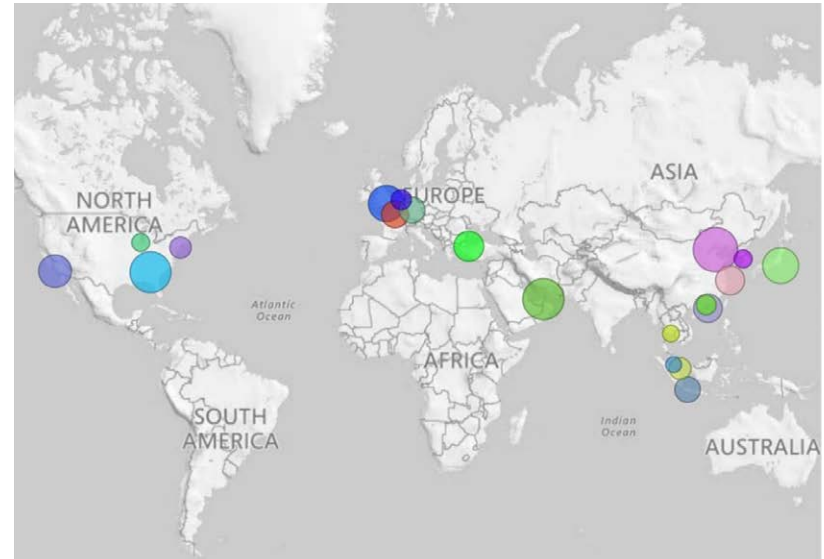 NORTH
AMERICA
EUROPE
ASIA
Atlantic
Ocean
AFRICA
SOUTH
AMERICA
Indian
Ocean
AUSTRALIA